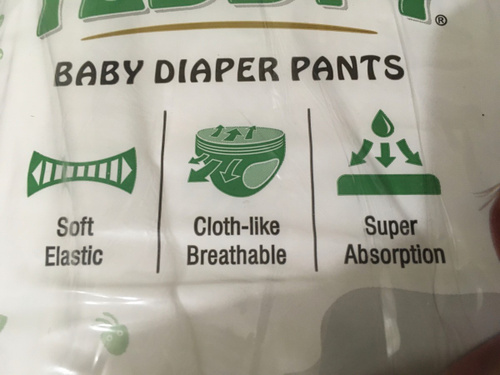 ®
BABY DIAPER PANTS
Soft
Elastic
Cloth-like
Breathable
Super
Absorption